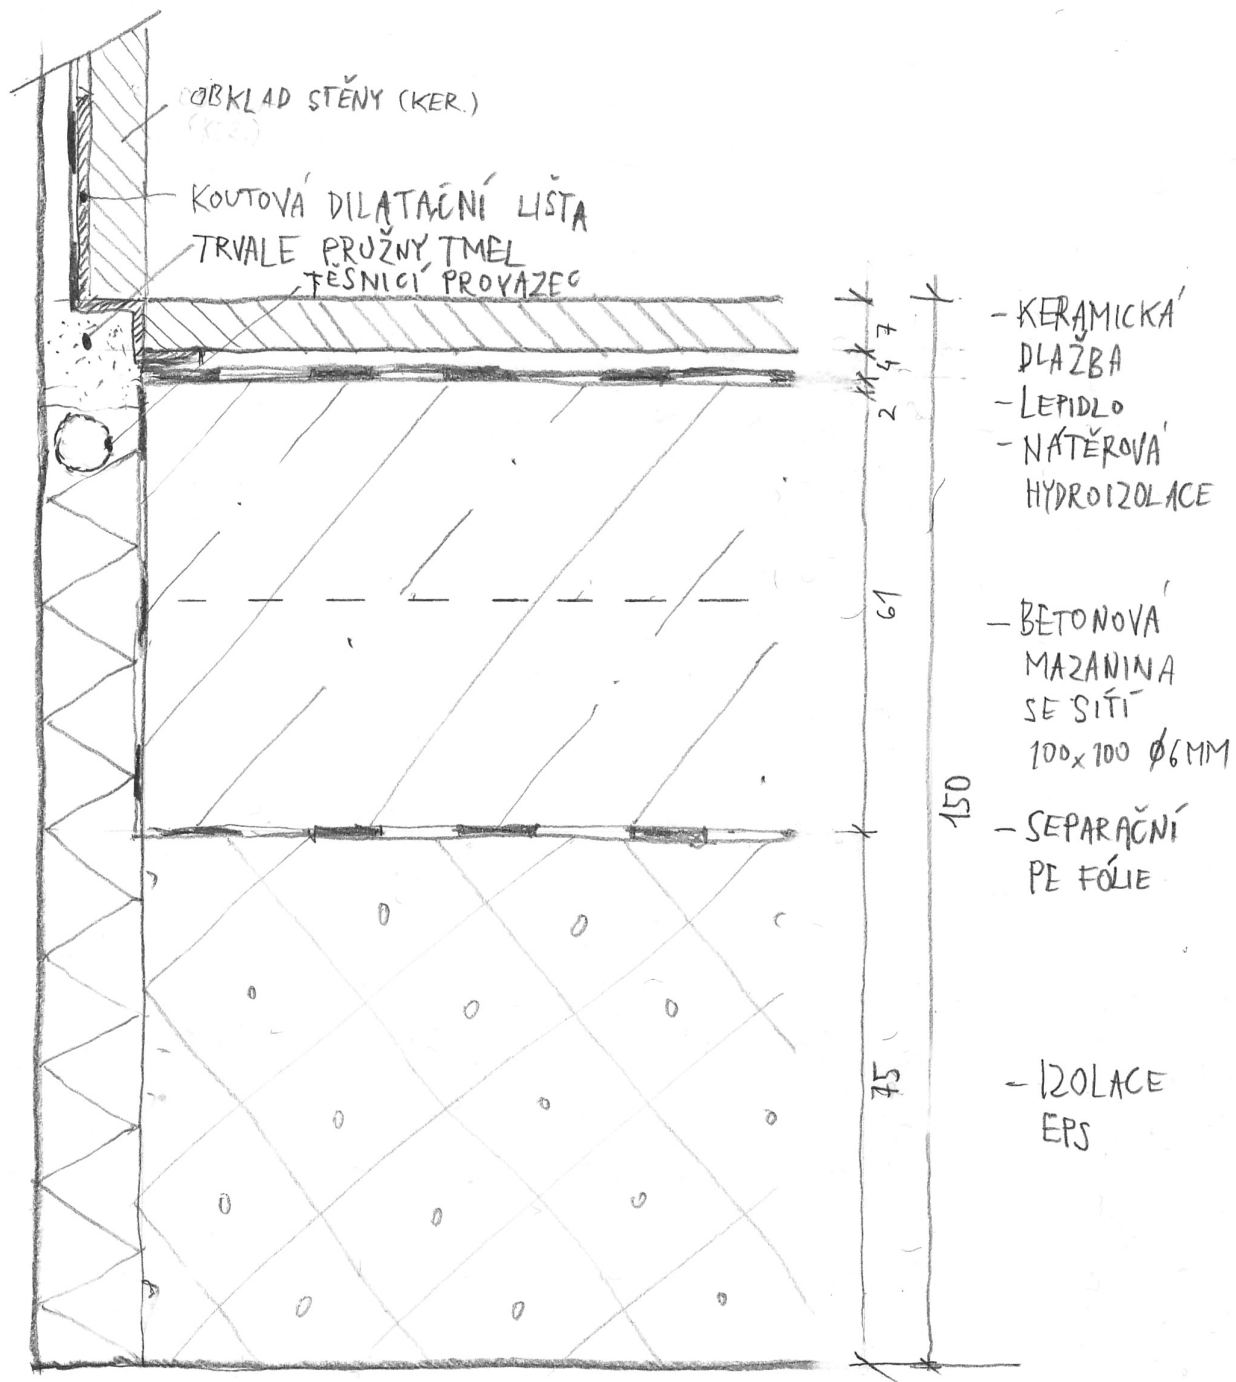 OBKLAD STĚNY (KER.)
KOUTOVÁ DILATAČNÍ LIŠTA
TRVALE PRUŽNÝ TMEL
TĚSNICÍ PROVAZEC
7
4
2
61
150
75
- KERAMICKÁ
DLAŽBA
- LEPIDLO
- NÁTĚROVÁ
HYDROIZOLACE
- BETONOVÁ
MAZANINA
SE SÍTÍ
100x100 Ø6MM
- SEPARAČNÍ
PE FÓLIE
- IZOLACE
EPS